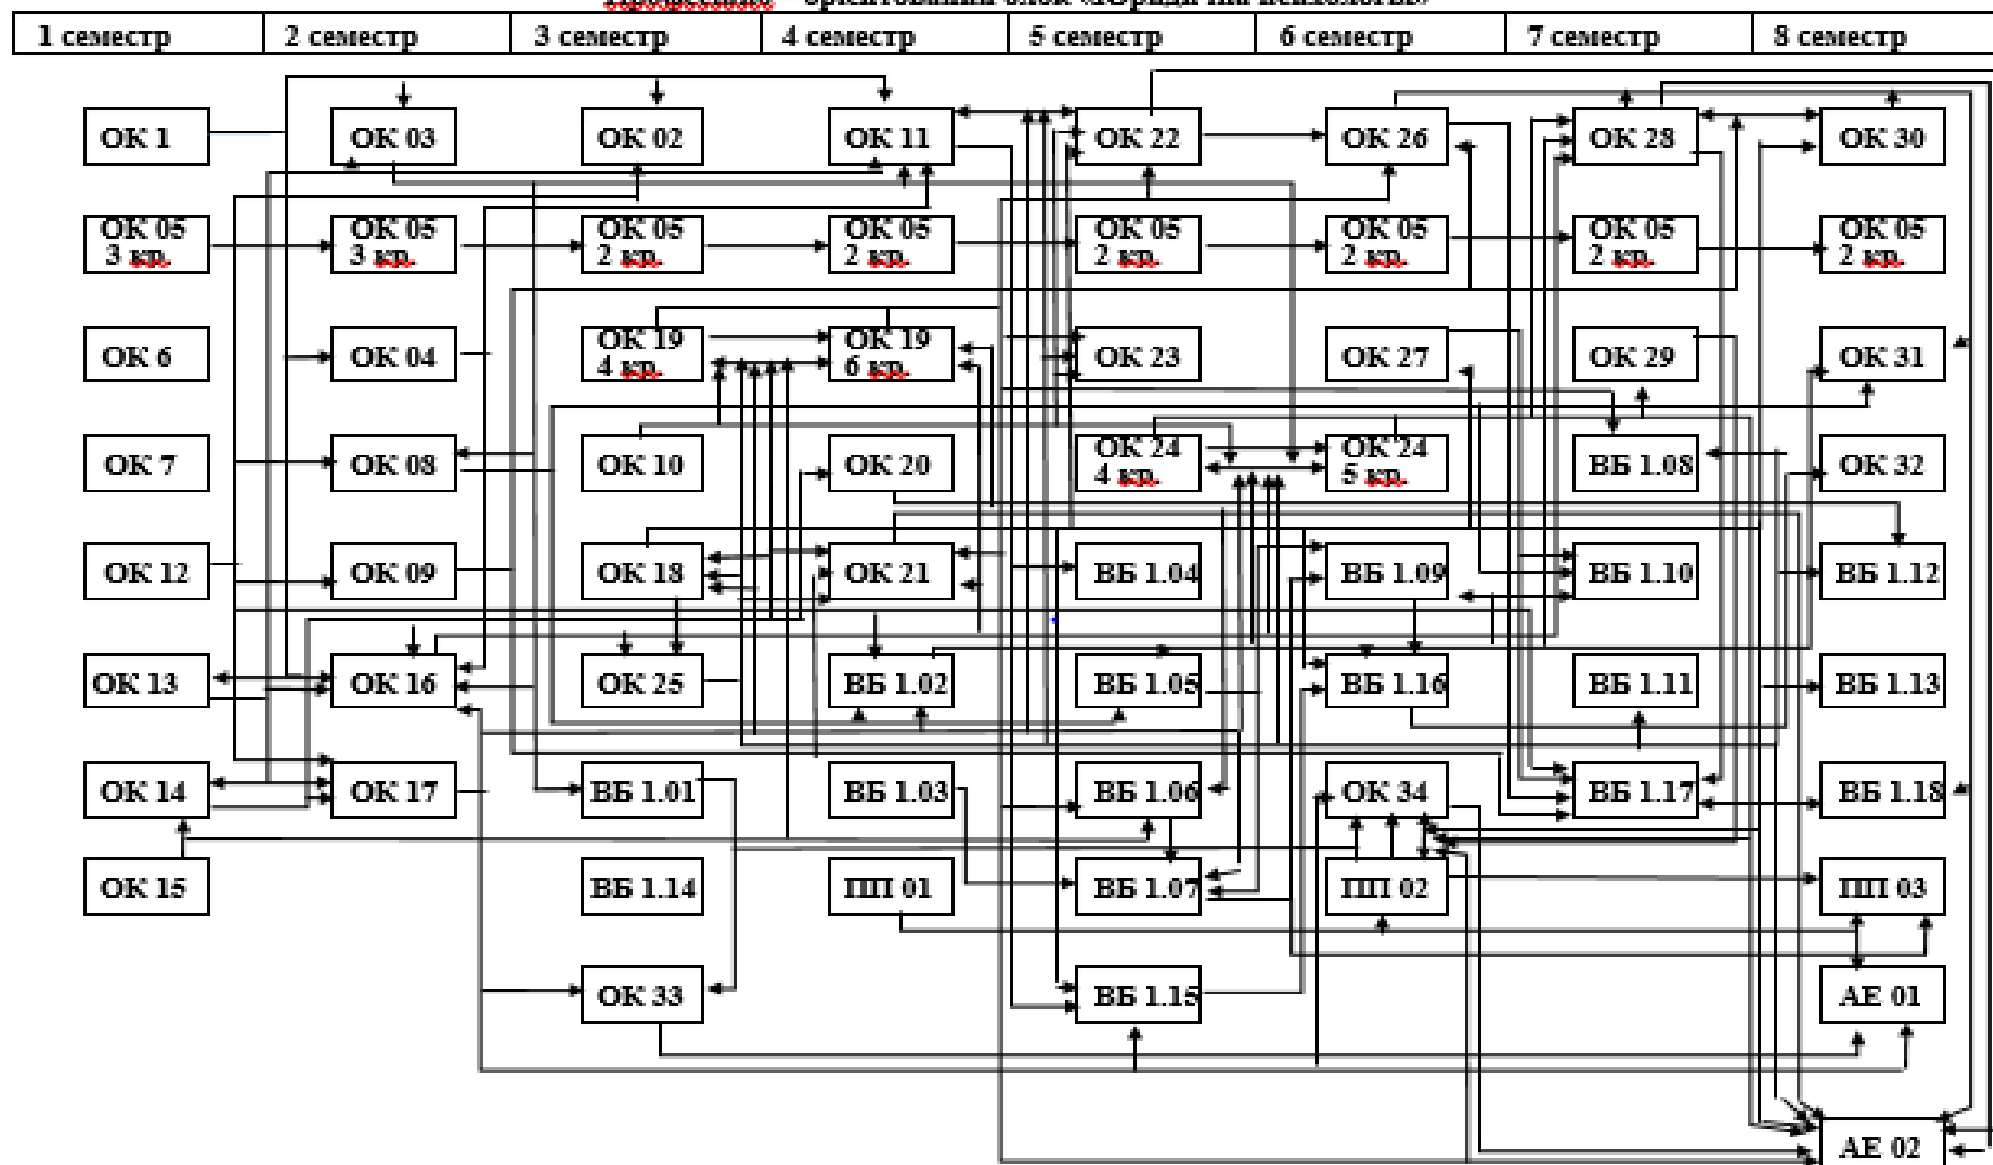 1 семестр 2 семестр 3 семестр 4 семестр 5 семестр 6 семестр 7 семестр 8 семестр
ОК 1 ОК 03 ОК 02 ОК 11 ОК 22 ОК 26 ОК 28 ОК 30
ОК 05 ОК 05 ОК 05 ОК 05 ОК 05 ОК 05 ОК 05 ОК 05
3 кр. 3 кр. 2 кр. 2 кр. 2 кр. 2 кр. 2 кр. 2 кр.
ОК 6 ОК 04 ОК 19 ОК 19 ОК 23 ОК 27 ОК 29 ОК 31
4 кр. 6 кр.
ОК 7 ОК 08 ОК 10 ОК 20 ОК 24 ОК 24 ВБ 1.08 ОК 32
4 кр. 5 кр.
ОК 12 ОК 09 ОК 18 ОК 21 ВБ 1.04 ВБ 1.09 ВБ 1.10 ВБ 1.12
ОК 13 ОК 16 ОК 25 ВБ 1.02 ВБ 1.05 ВБ 1.16 ВБ 1.11 ВБ 1.13
ОК 14 ОК 17 ВБ 1.01 ВБ 1.03 ВБ 1.06 ОК 34 ВБ 1.17 ВБ 1.18
ОК 15 ВБ 1.14 ПП 01 ВБ 1.07 ПП 02 ПП 03
ОК 33 ВБ 1.15 АЕ 01
АЕ 02